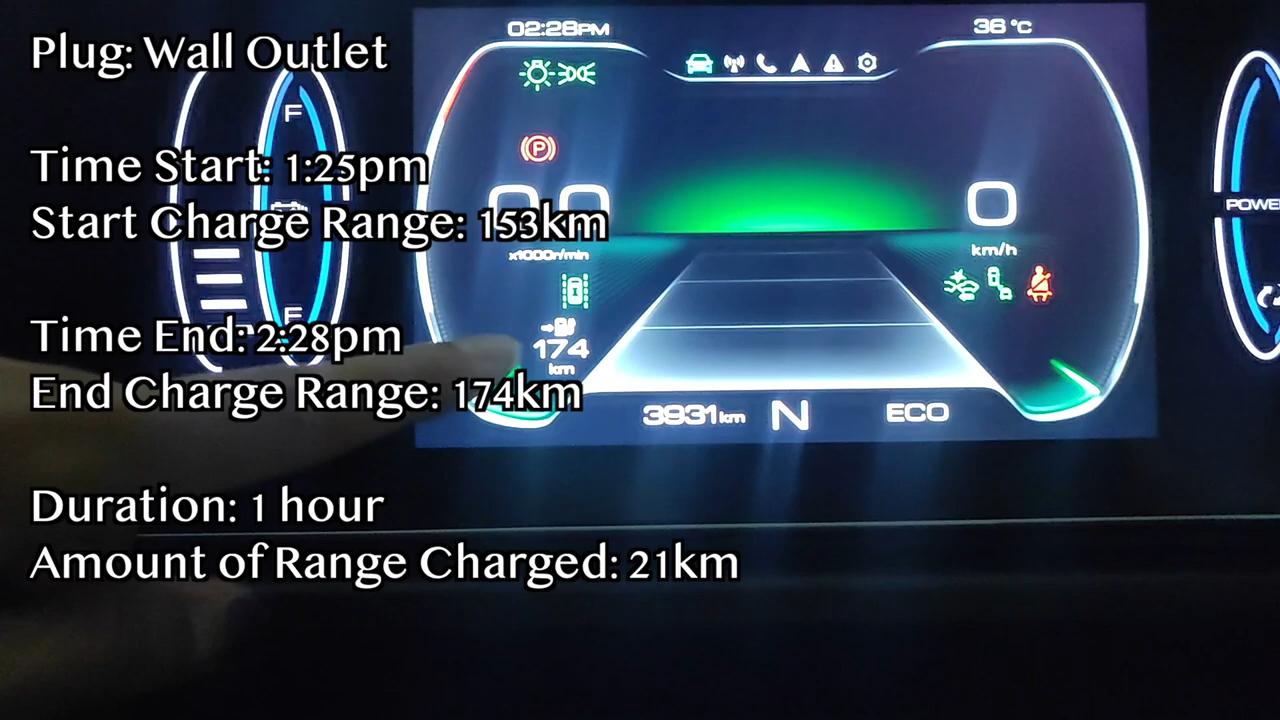 Plug: Wall Outlet
Time Start: 1:25pm
Start Charge Range: 153km
Time End: 2:28pm
End Charge Range: 174km
Duration: 1 hour
Amount of Range Charged: 21km
02:28PM
36 °C
F
0
x1000r/min
km/h
P
174
km
3931km
N
ECO